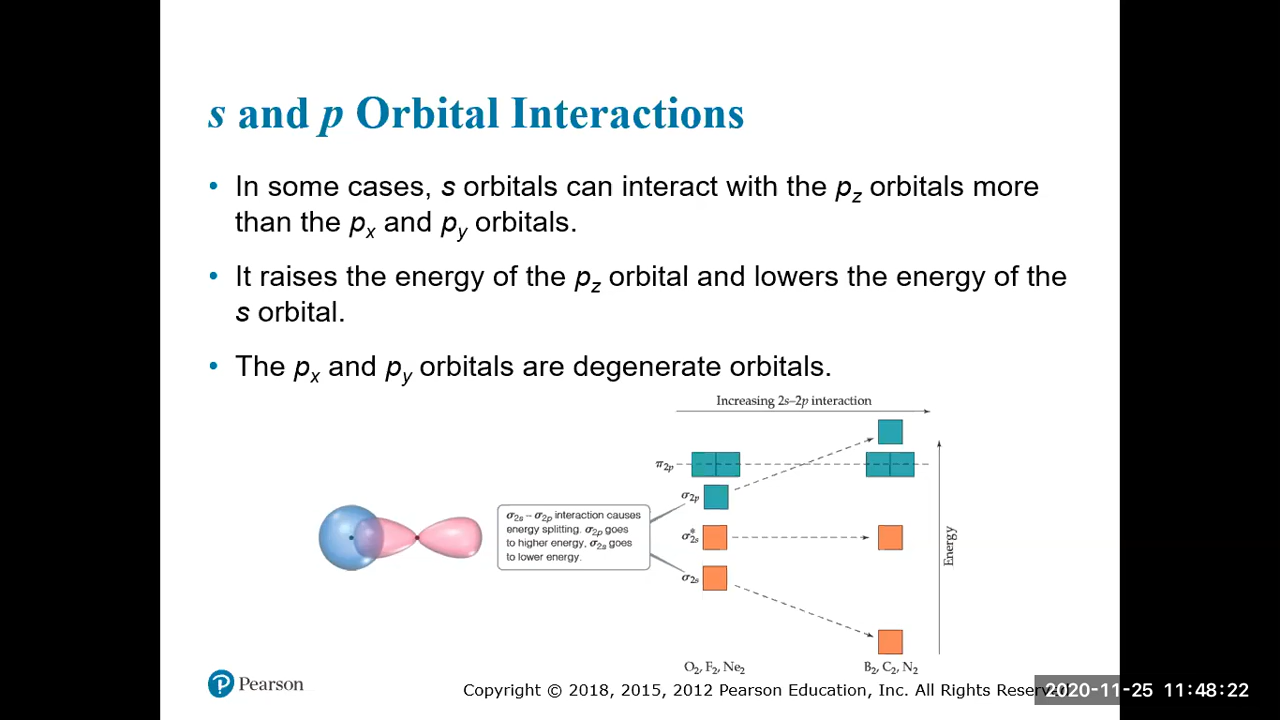 s and p Orbital Interactions
• In some cases, s orbitals can interact with the pz orbitals more
than the px and py orbitals.
• It raises the energy of the pz orbital and lowers the energy of the
s orbital.
• The px and py orbitals are degenerate orbitals.
Increasing 2s–2p interaction
π2p
σ2p
σ*2s
σ2s
σ2s – σ2p interaction causes
energy splitting. σ2p goes
to higher energy, σ2s goes
to lower energy.
Energy
O2, F2, Ne2
B2, C2, N2
P Pearson
Copyright © 2018, 2015, 2012 Pearson Education, Inc. All Rights Reserved
2020-11-25 11:48:22